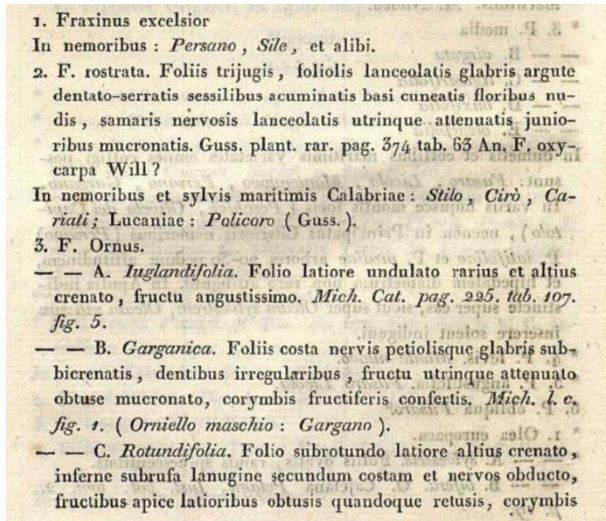 1. Fraxinus excelsior
In nemoribus : Persano , Sile , et alibi.
2. F. rostrata. Foliis trijugis , foliolis lanceolatis glabris argute
dentato-serratis sessilibus acuminatis basi cuneatis floribus nu-
dis , samaris nervosis lanceolatis utrinque attenuatis junio-
ribus mucronatis. Guss. plant. rar. pag. 374 tab. 63 An. F. oxy-
carpa Will ?
In nemoribus et sylvis maritimis Calabriae : Stilo , Cirò , Ca-
riati ; Lucaniae : Policoro ( Guss. ).
3. F. Ornus.
— — A. Iuglandifolia. Folio latiore undulato rarius et altius
crenato , fructu angustissimo. Mich. Cat. pag. 225. tab. 107.
fig. 5.
— — B. Garganica. Foliis costa nervis petiolisque glabris sub-
bicrenatis , dentibus irregularibus , fructu utrinque attenuato
obtuse mucronato, corymbis fructiferis confertis. Mich. l. c.
fig. 1. ( Orniello maschio : Gargano ).
— — C. Rotundifolia. Folio subrotundo latiore altius crenato ,
inferne subrufa lanugine secundum costam et nervos obducto,
fructibus apice latioribus obtusis quandoque retusis, corymbis